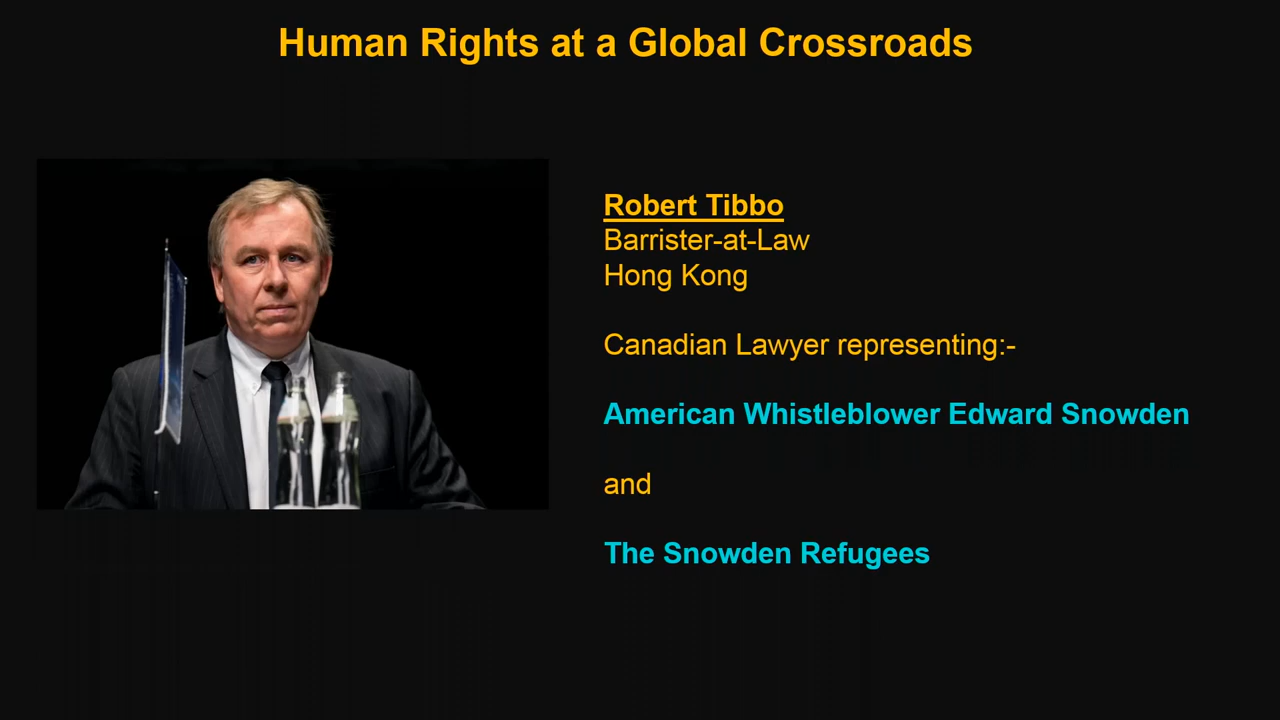 Human Rights at a Global Crossroads
Robert Tibbo
Barrister-at-Law
Hong Kong
Canadian Lawyer representing:-
American Whistleblower Edward Snowden
and
The Snowden Refugees